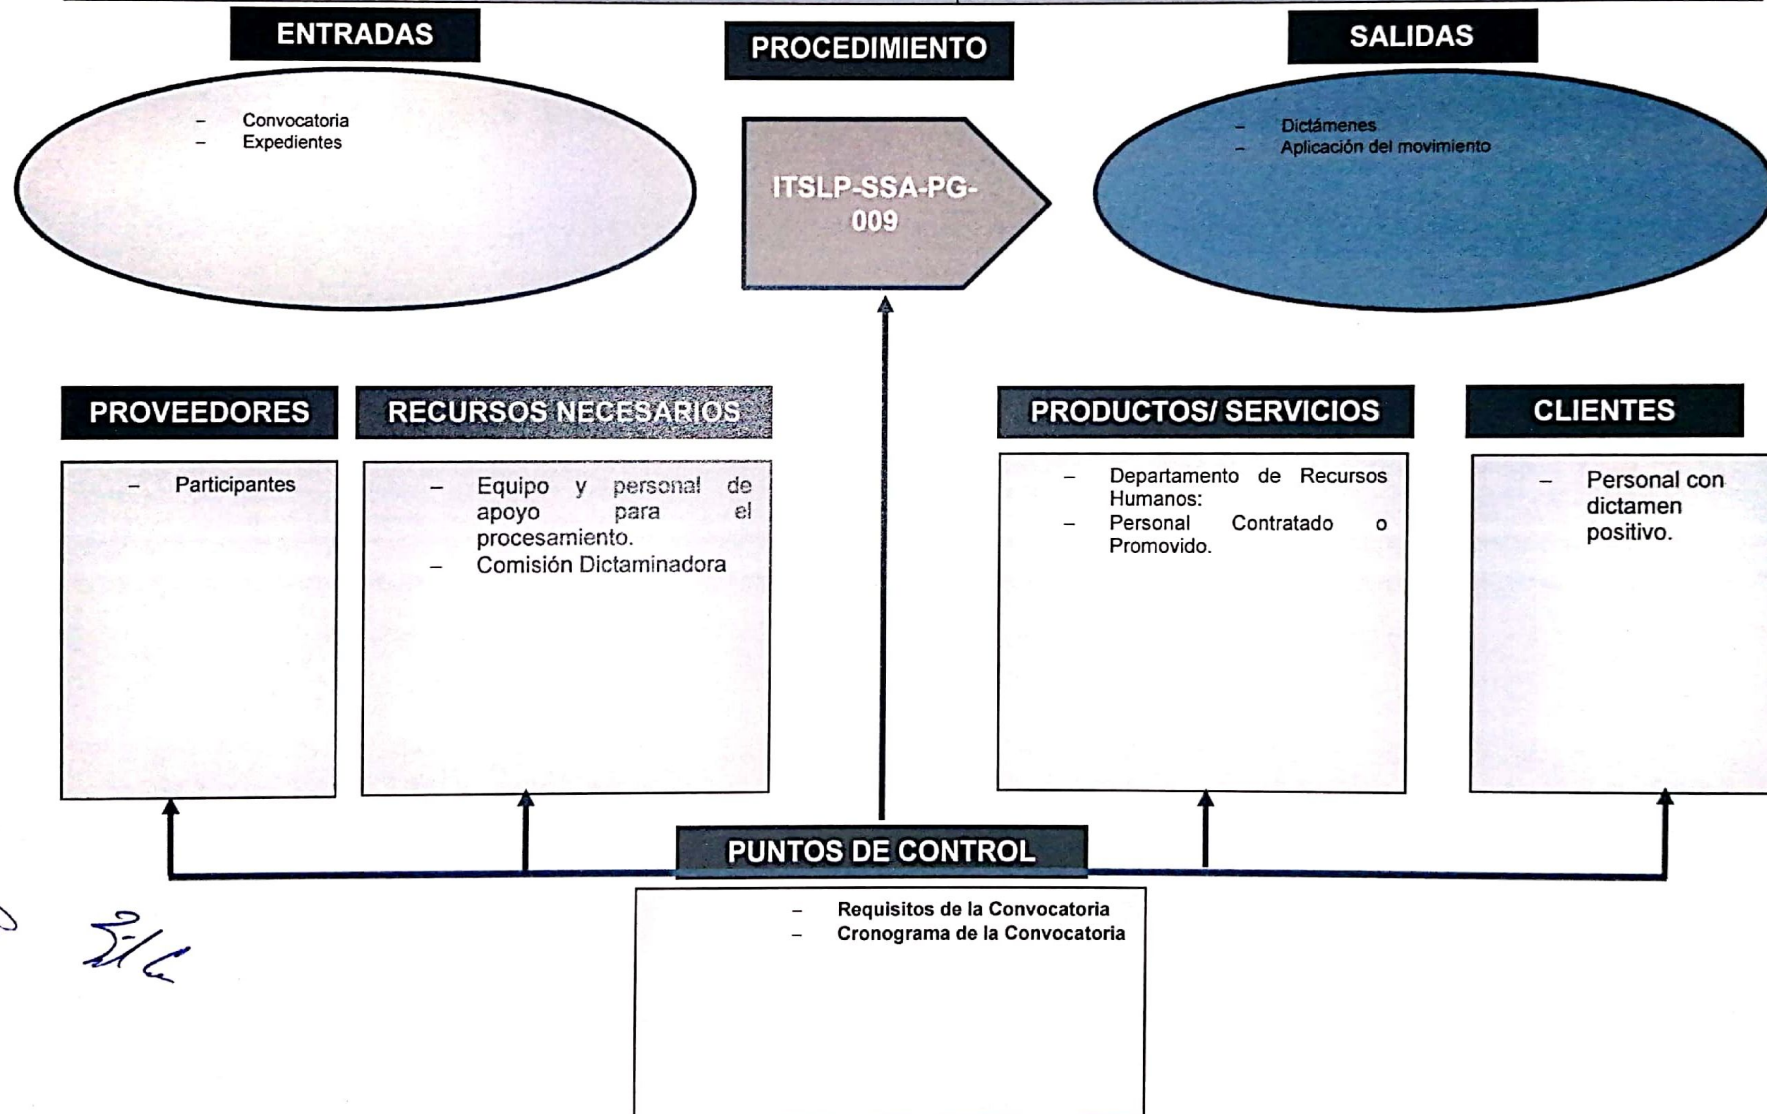 ENTRADAS
PROCEDIMIENTO
SALIDAS
– Convocatoria
– Expedientes
ITSLP-SSA-PG-
009
– Dictámenes
– Aplicación del movimiento
PROVEEDORES
RECURSOS NECESARIOS
PRODUCTOS/ SERVICIOS
CLIENTES
– Participantes
– Equipo y personal de
apoyo para el
procesamiento.
– Comisión Dictaminadora
– Departamento de Recursos
Humanos:
– Personal Contratado o
Promovido.
– Personal con
dictamen
positivo.
PUNTOS DE CONTROL
– Requisitos de la Convocatoria
– Cronograma de la Convocatoria